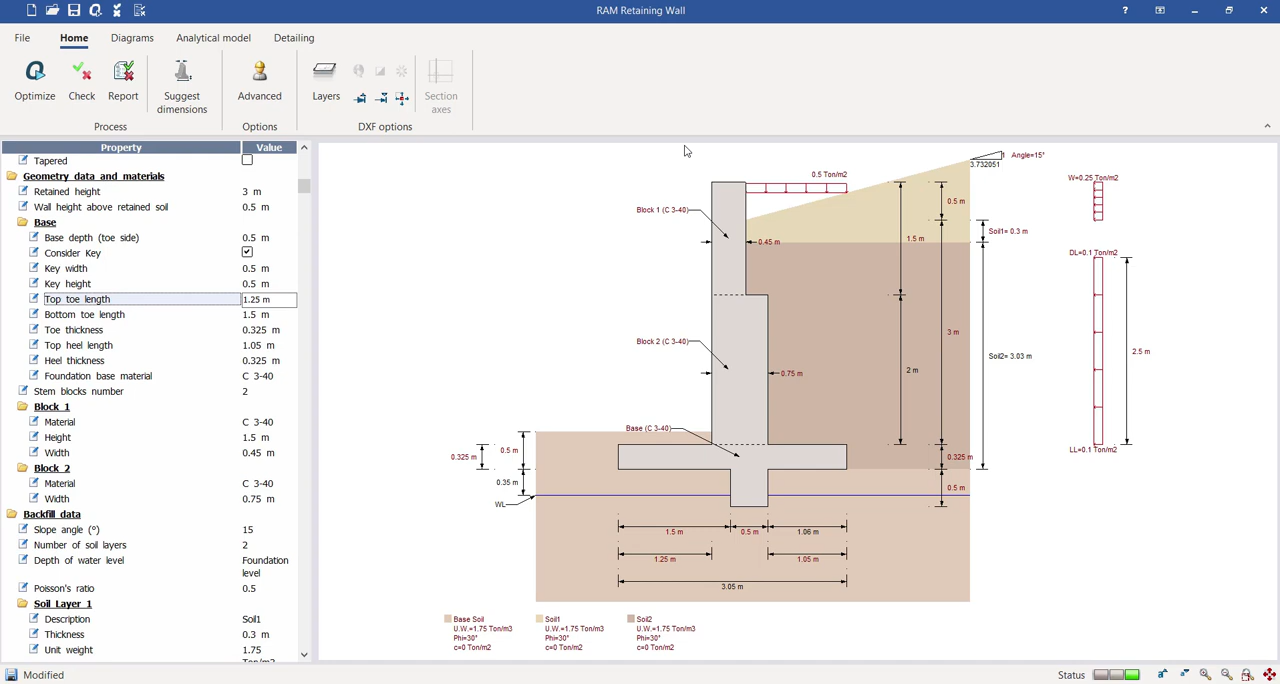 RAM Retaining Wall
?
File
Home
Diagrams
Analytical model
Detailing
Optimize
Check
Report
Suggest
dimensions
Advanced
Layers
Section
axes
Process
Options
DXF options
Property
Value
Tapered
Geometry data and materials
Retained height
3 m
Wall height above retained soil
0.5 m
Base
Base depth (toe side)
0.5 m
Consider Key
Key width
0.5 m
Key height
0.5 m
Top toe length
1.25 m
Bottom toe length
1.5 m
Toe thickness
0.325 m
Top heel length
1.05 m
Heel thickness
0.325 m
Foundation base material
C 3-40
Stem blocks number
2
Block 1
Material
C 3-40
Height
1.5 m
Width
0.45 m
Block 2
Material
C 3-40
Width
0.75 m
Backfill data
Slope angle (º)
15
Number of soil layers
2
Depth of water level
Foundation
level
Poisson's ratio
0.5
Soil Layer 1
Description
Soil1
Thickness
0.3 m
Unit weight
1.75
Ton/m3
0.5 Ton/m2
1
Angle=15°
3.732051
Block 1 (C 3-40)
0.45 m
1.5 m
0.5 m
Soil1= 0.3 m
W=0.25 Ton/m2
DL=0.1 Ton/m2
3 m
2.5 m
Block 2 (C 3-40)
0.75 m
2 m
Soil2= 3.03 m
Base (C 3-40)
0.325 m
0.5 m
0.35 m
WL
0.325 m
0.5 m
LL=0.1 Ton/m2
1.5 m
0.5 m
1.06 m
1.25 m
1.05 m
3.05 m
Base Soil
U.W.=1.75 Ton/m3
Phi=30°
c=0 Ton/m2
Soil1
U.W.=1.75 Ton/m3
Phi=30°
c=0 Ton/m2
Soil2
U.W.=1.75 Ton/m3
Phi=30°
c=0 Ton/m2
Modified
Status